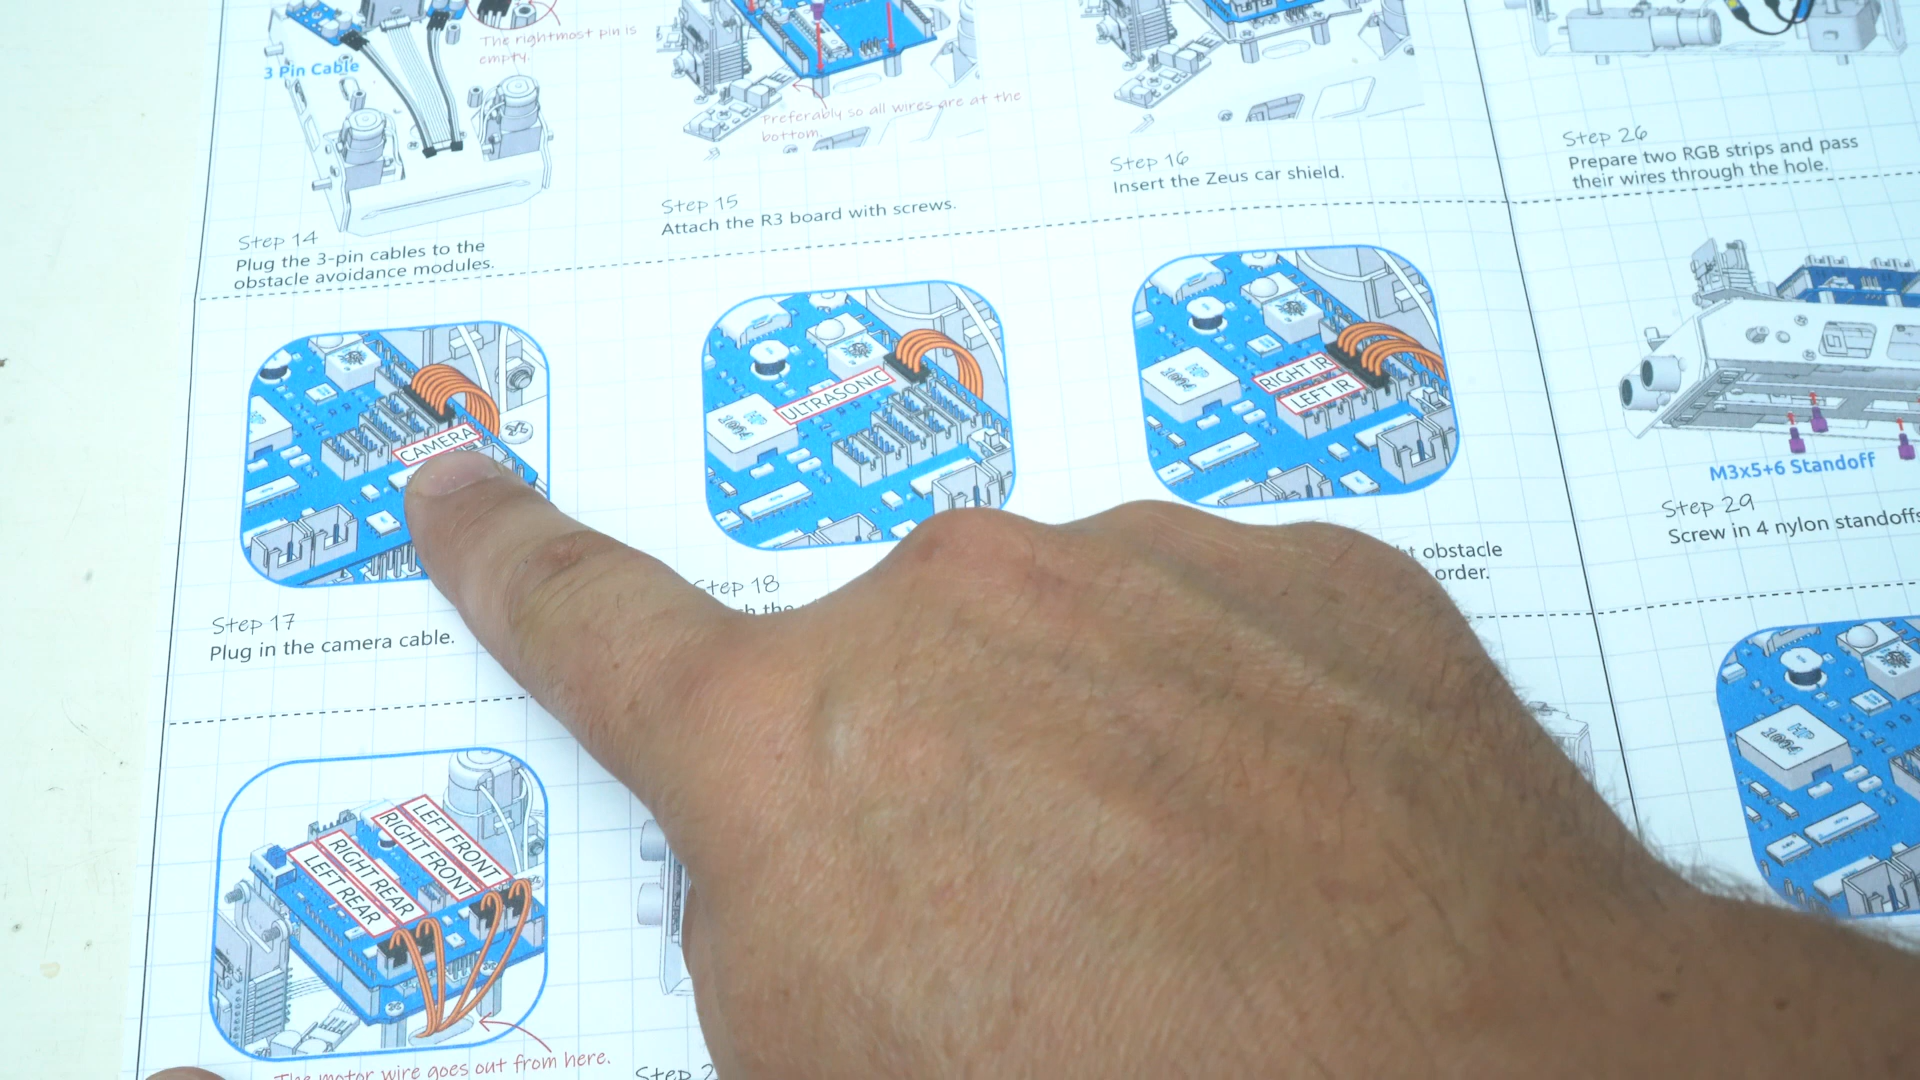 The rightmost pin is
empty.
3 Pin Cable
Step 14
Plug the 3-pin cables to the
obstacle avoidance modules.
Preferably so all wires are at the
bottom.
Step 15
Attach the R3 board with screws.
Step 16
Insert the Zeus car shield.
Step 26
Prepare two RGB strips and pass
their wires through the hole.
CAMERA
Step 17
Plug in the camera cable.
ULTRASONIC
Step 18
the
RIGHT IR
LEFT IR
obstacle
order.
M3x5+6 Standoff
Step 29
Screw in 4 nylon standoffs
LEFT FRONT
RIGHT FRONT
RIGHT REAR
LEFT REAR
The motor wire goes out from here.
Step 2